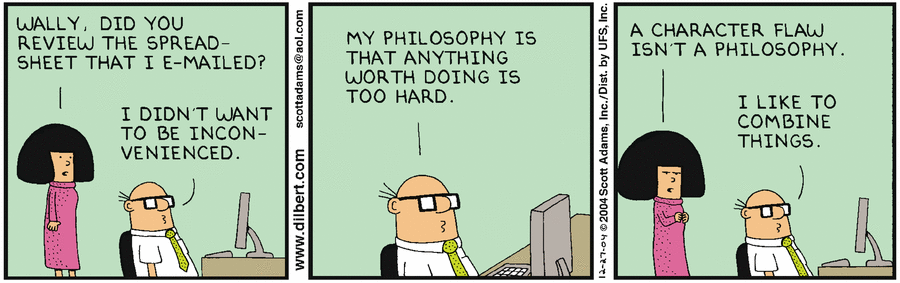 WALLY, DID YOU
REVIEW THE SPREAD-
SHEET THAT I E-MAILED?
I DIDN'T WANT
TO BE INCON-
VENIENCED.
www.dilbert.com scottadams@aol.com
MY PHILOSOPHY IS
THAT ANYTHING
WORTH DOING IS
TOO HARD.
12-27-04 © 2004 Scott Adams, Inc./Dist. by UFS, Inc.
A CHARACTER FLAW
ISN'T A PHILOSOPHY.
I LIKE TO
COMBINE
THINGS.